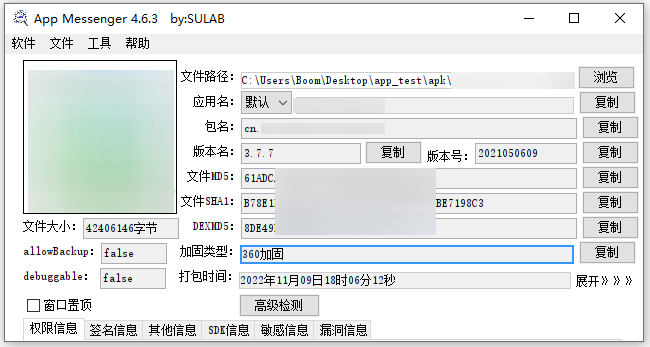 App Messenger 4.6.3 by:SULAB
软件 文件 工具 帮助
文件路径: C:\Users\Boom\Desktop\app_test\apk\ 浏览
应用名: 默认 复制
包名: cn. 复制
版本名: 3.7.7 复制 版本号: 2021050609 复制
文件MD5: 61ADC 复制
文件SHA1: B78E1 BE7198C3 复制
文件大小: 42406146字节 DEXMD5: 8DE49 复制
allowBackup: false 加固类型: 360加固 复制
debuggable: false 打包时间: 2022年11月09日18时06分12秒 展开》》》
窗口置顶 高级检测
权限信息 签名信息 其他信息 SDK信息 敏感信息 漏洞信息